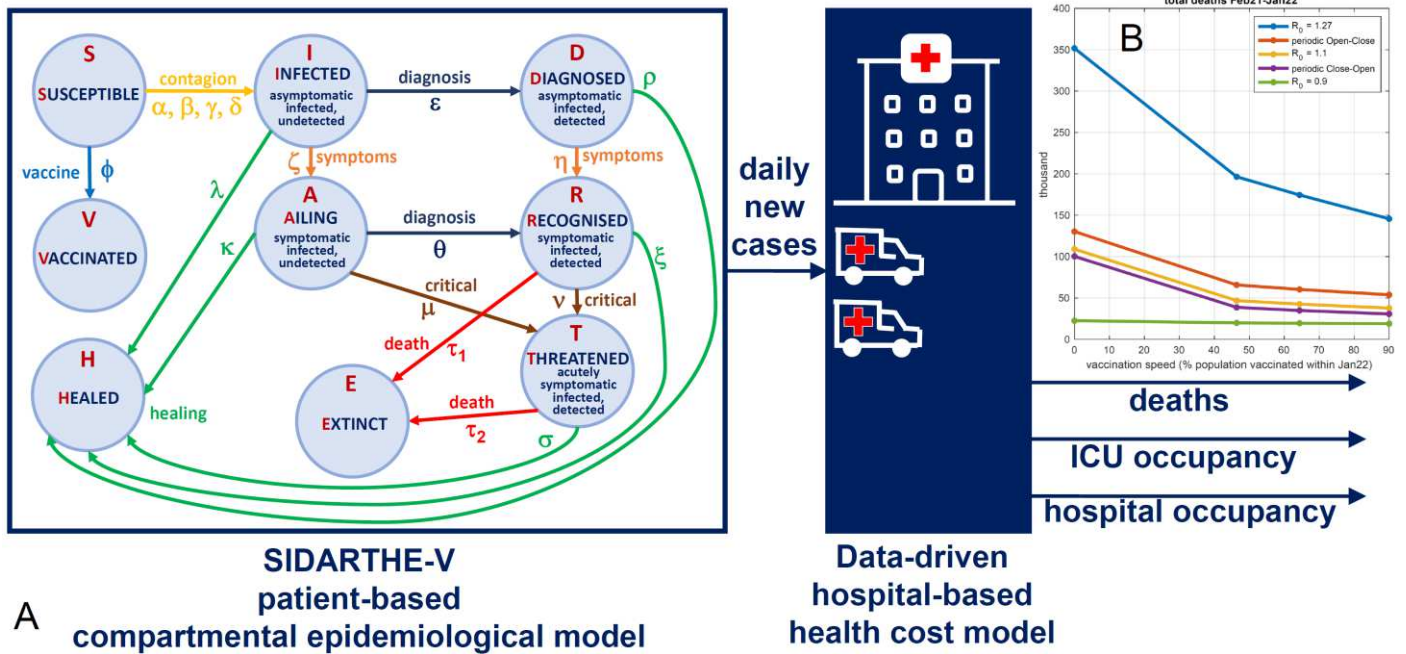 S
SUSCEPTIBLE
contagion
α, β, γ, δ
I
INFECTED
asymptomatic
infected,
undetected
diagnosis
ε
D
DIAGNOSED
asymptomatic
infected,
detected
ρ
vaccine
ϕ
λ
ζ
symptoms
η
symptoms
V
VACCINATED
κ
A
AILING
symptomatic
infected,
undetected
diagnosis
θ
R
RECOGNISED
symptomatic
infected,
detected
ξ
critical
μ
ν
critical
H
HEALED
healing
death
τ1
T
THREATENED
acutely
symptomatic
infected,
detected
E
EXTINCT
death
τ2
σ
SIDARTHE-V
patient-based
compartmental epidemiological model
A
daily
new
cases
Data-driven
hospital-based
health cost model
total deaths Feb21-Jan22
B
R0 = 1.27
periodic Open-Close
R0 = 1.1
periodic Close-Open
R0 = 0.9
thousand
400
350
300
250
200
150
100
50
0
0 10 20 30 40 50 60 70 80 90
vaccination speed (% population vaccinated within Jan22)
deaths
ICU occupancy
hospital occupancy